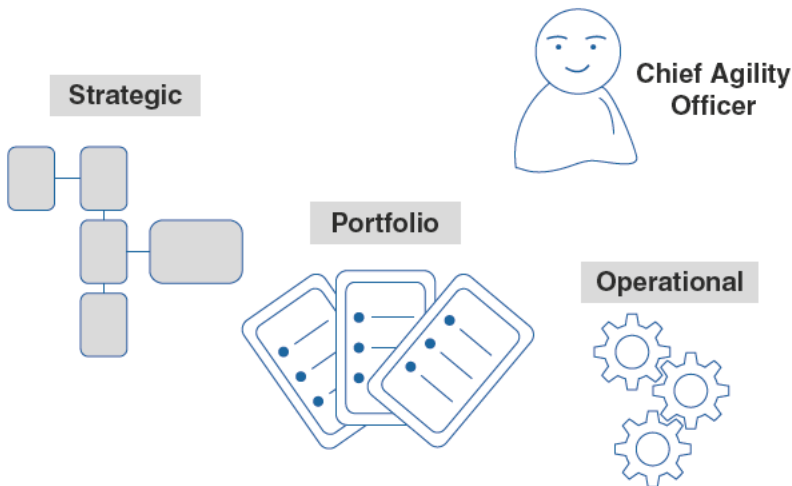 Chief Agility
Officer
Strategic
Portfolio
Operational